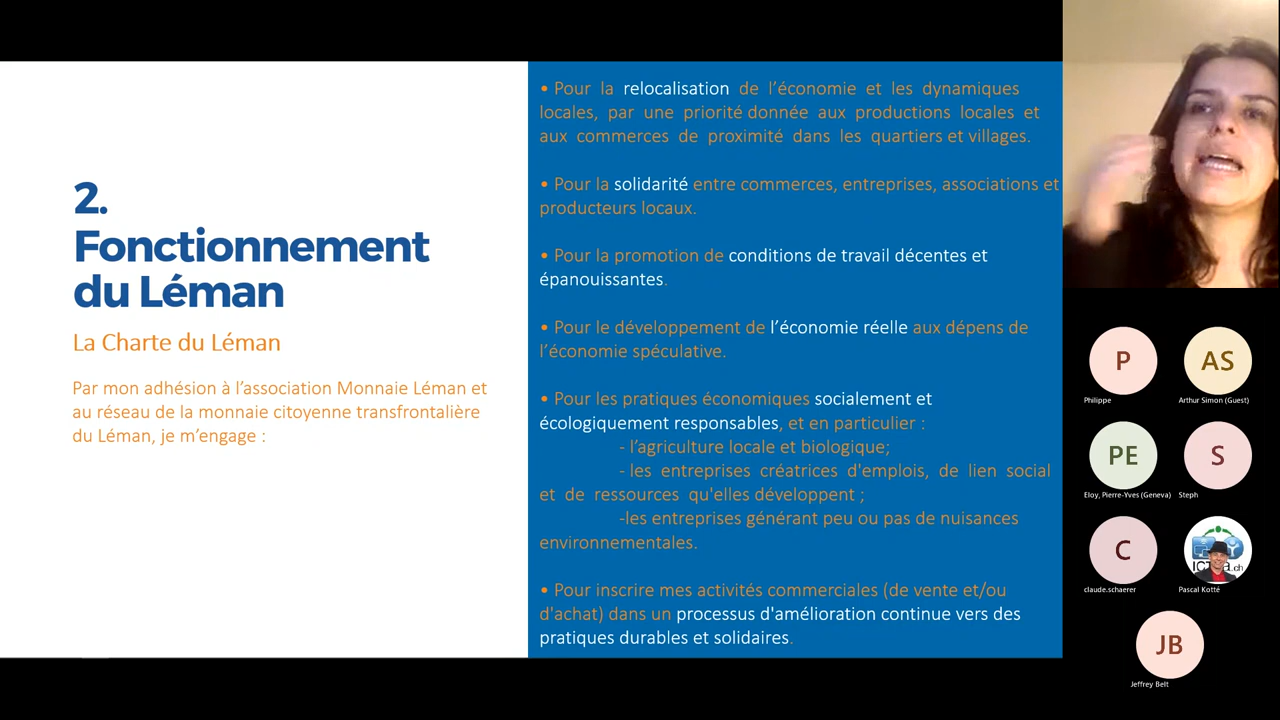 2.
Fonctionnement
du Léman
La Charte du Léman
Par mon adhésion à l’association Monnaie Léman et
au réseau de la monnaie citoyenne transfrontalière
du Léman, je m’engage :
• Pour la relocalisation de l’économie et les dynamiques
locales, par une priorité donnée aux productions locales et
aux commerces de proximité dans les quartiers et villages.
• Pour la solidarité entre commerces, entreprises, associations et
producteurs locaux.
• Pour la promotion de conditions de travail décentes et
épanouissantes.
• Pour le développement de l’économie réelle aux dépens de
l’économie spéculative.
• Pour les pratiques économiques socialement et
écologiquement responsables, et en particulier :
- l’agriculture locale et biologique;
- les entreprises créatrices d'emplois, de lien social
et de ressources qu'elles développent ;
-les entreprises générant peu ou pas de nuisances
environnementales.
• Pour inscrire mes activités commerciales (de vente et/ou
d'achat) dans un processus d'amélioration continue vers des
pratiques durables et solidaires.
P
AS
Philippe
Arthur Simon (Guest)
PE
S
Eloy, Pierre-Yves (Geneva)
Steph
C
claude.schaerer
Pascal Kotté
JB
Jeffrey Belt